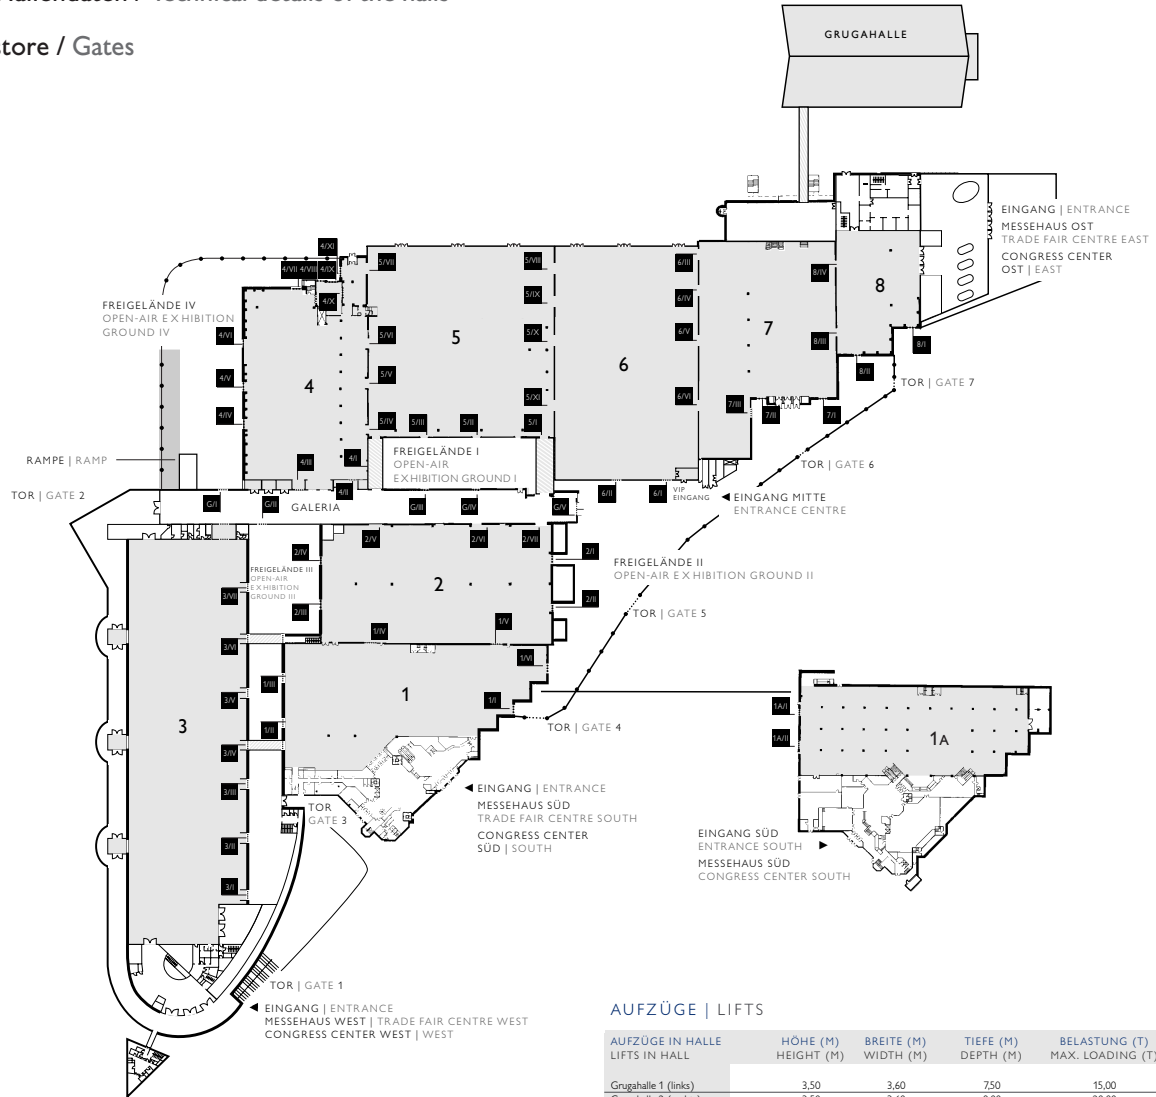 Technical details of the halls
tore / Gates
GRUGAHALLE
EINGANG | ENTRANCE
MESSEHAUS OST
TRADE FAIR CENTRE EAST
CONGRESS CENTER
OST | EAST
4/XI
4/VII 4/VIII 4/IX
4/X
5/VII
5/VIII
6/III
8/IV
8
FREIGELÄNDE IV
OPEN-AIR EXHIBITION
GROUND IV
5/IX
6/IV
4/VI
5/VI
5
5/X
6/V
7
8/III
8/I
4/V
4
5/V
6
8/II
TOR | GATE 7
4/IV
5/IV
5/III
5/II
5/XI
5/I
6/VI
7/III
7/II
7/I
RAMPE | RAMP
4/III
4/I
FREIGELÄNDE I
OPEN-AIR
EXHIBITION GROUND I
TOR | GATE 6
TOR | GATE 2
4/II
6/II
6/I
VIP
EINGANG
EINGANG MITTE
ENTRANCE CENTRE
G/I
G/II
GALERIA
G/III
G/IV
G/V
2/V
2/VI
2/VII
2/IV
2/I
FREIGELÄNDE III
OPEN-AIR
EXHIBITION
GROUND III
FREIGELÄNDE II
OPEN-AIR EXHIBITION GROUND II
2
3/VII
2/III
2/II
TOR | GATE 5
1/IV
1/V
3/VI
1/VI
1/III
3/V
1
1/I
3
1/II
TOR | GATE 4
1A/I
1A/II
1A
3/IV
3/III
EINGANG | ENTRANCE
MESSEHAUS SÜD
TRADE FAIR CENTRE SOUTH
CONGRESS CENTER
SÜD | SOUTH
TOR
GATE 3
EINGANG SÜD
ENTRANCE SOUTH
MESSEHAUS SÜD
CONGRESS CENTER SOUTH
3/II
3/I
TOR | GATE 1
EINGANG | ENTRANCE
MESSEHAUS WEST | TRADE FAIR CENTRE WEST
CONGRESS CENTER WEST | WEST
AUFZÜGE | LIFTS
AUFZÜGE IN HALLE HÖHE (M) BREITE (M) TIEFE (M) BELASTUNG (T)
LIFTS IN HALL HEIGHT (M) WIDTH (M) DEPTH (M) MAX. LOADING (T)
Grugahalle 1 (links) 3,50 3,60 7,50 15,00